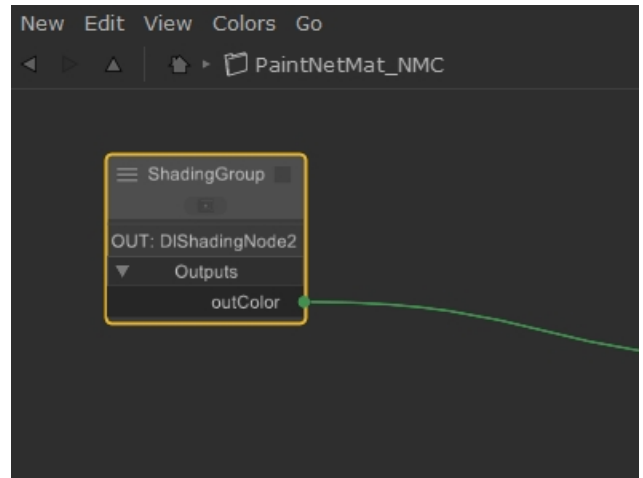 New Edit View Colors Go
PaintNetMat_NMC
ShadingGroup
OUT: DlShadingNode2
Outputs
outColor